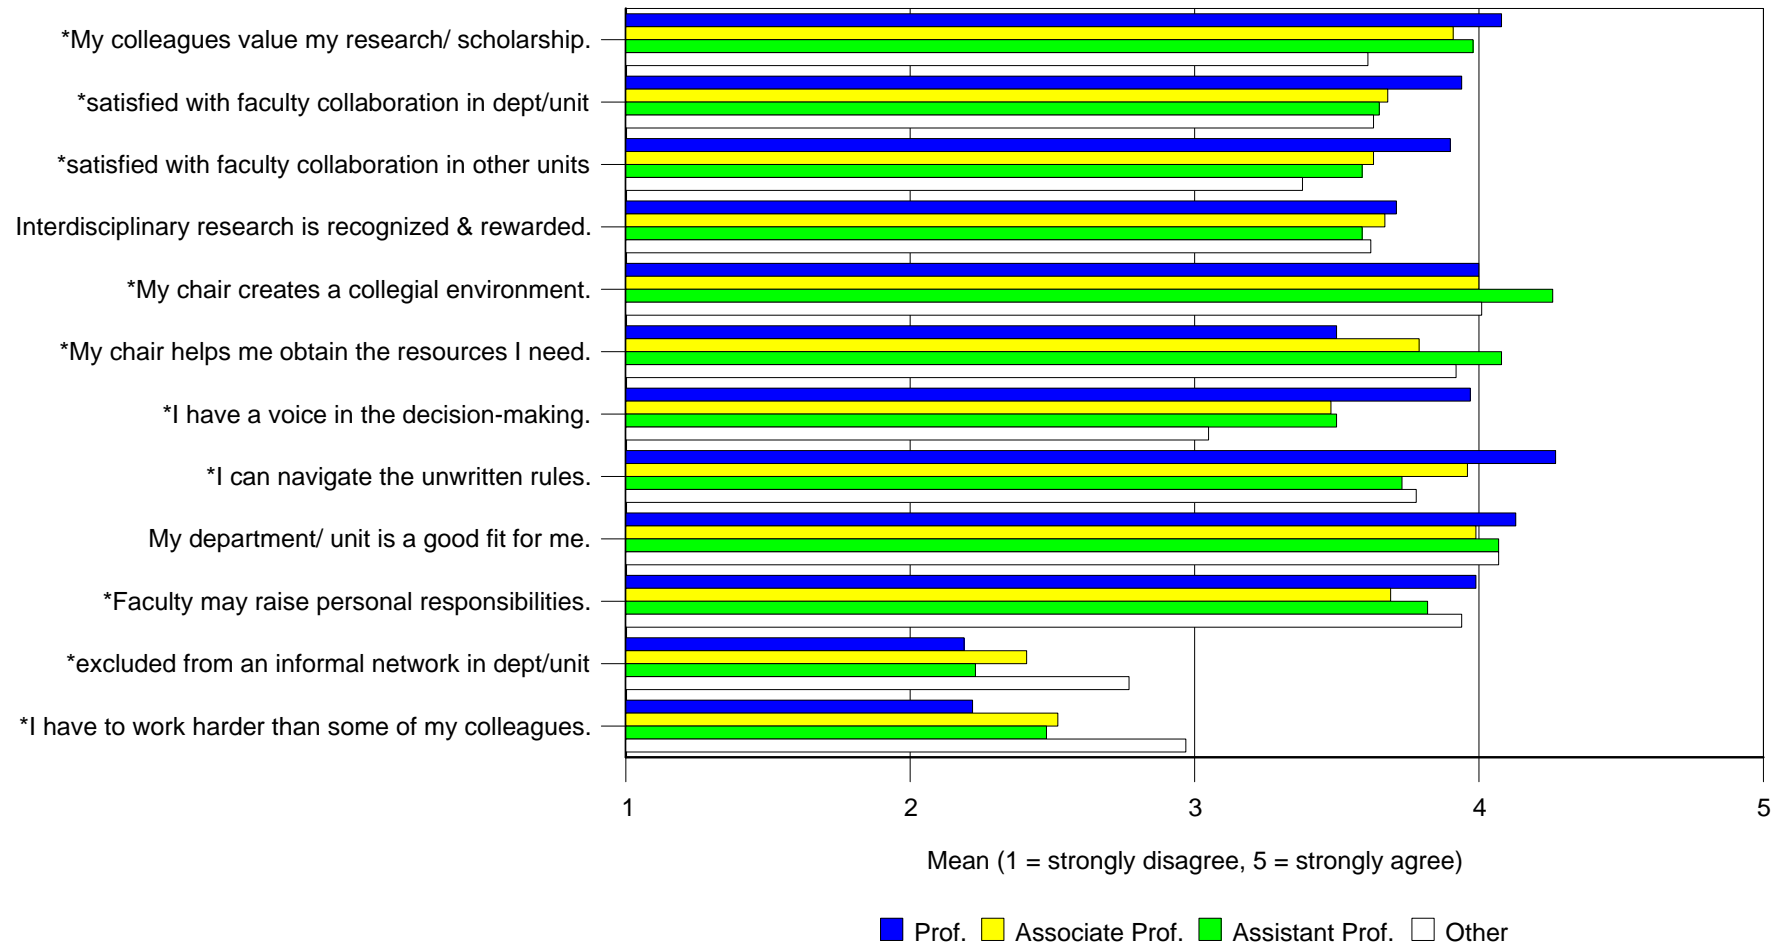 *My colleagues value my research/ scholarship.
*satisfied with faculty collaboration in dept/unit
*satisfied with faculty collaboration in other units
Interdisciplinary research is recognized & rewarded.
*My chair creates a collegial environment.
*My chair helps me obtain the resources I need.
*I have a voice in the decision-making.
*I can navigate the unwritten rules.
My department/ unit is a good fit for me.
*Faculty may raise personal responsibilities.
*excluded from an informal network in dept/unit
*I have to work harder than some of my colleagues.
1 2 3 4 5
Mean (1 = strongly disagree, 5 = strongly agree)
Prof. Associate Prof. Assistant Prof. Other